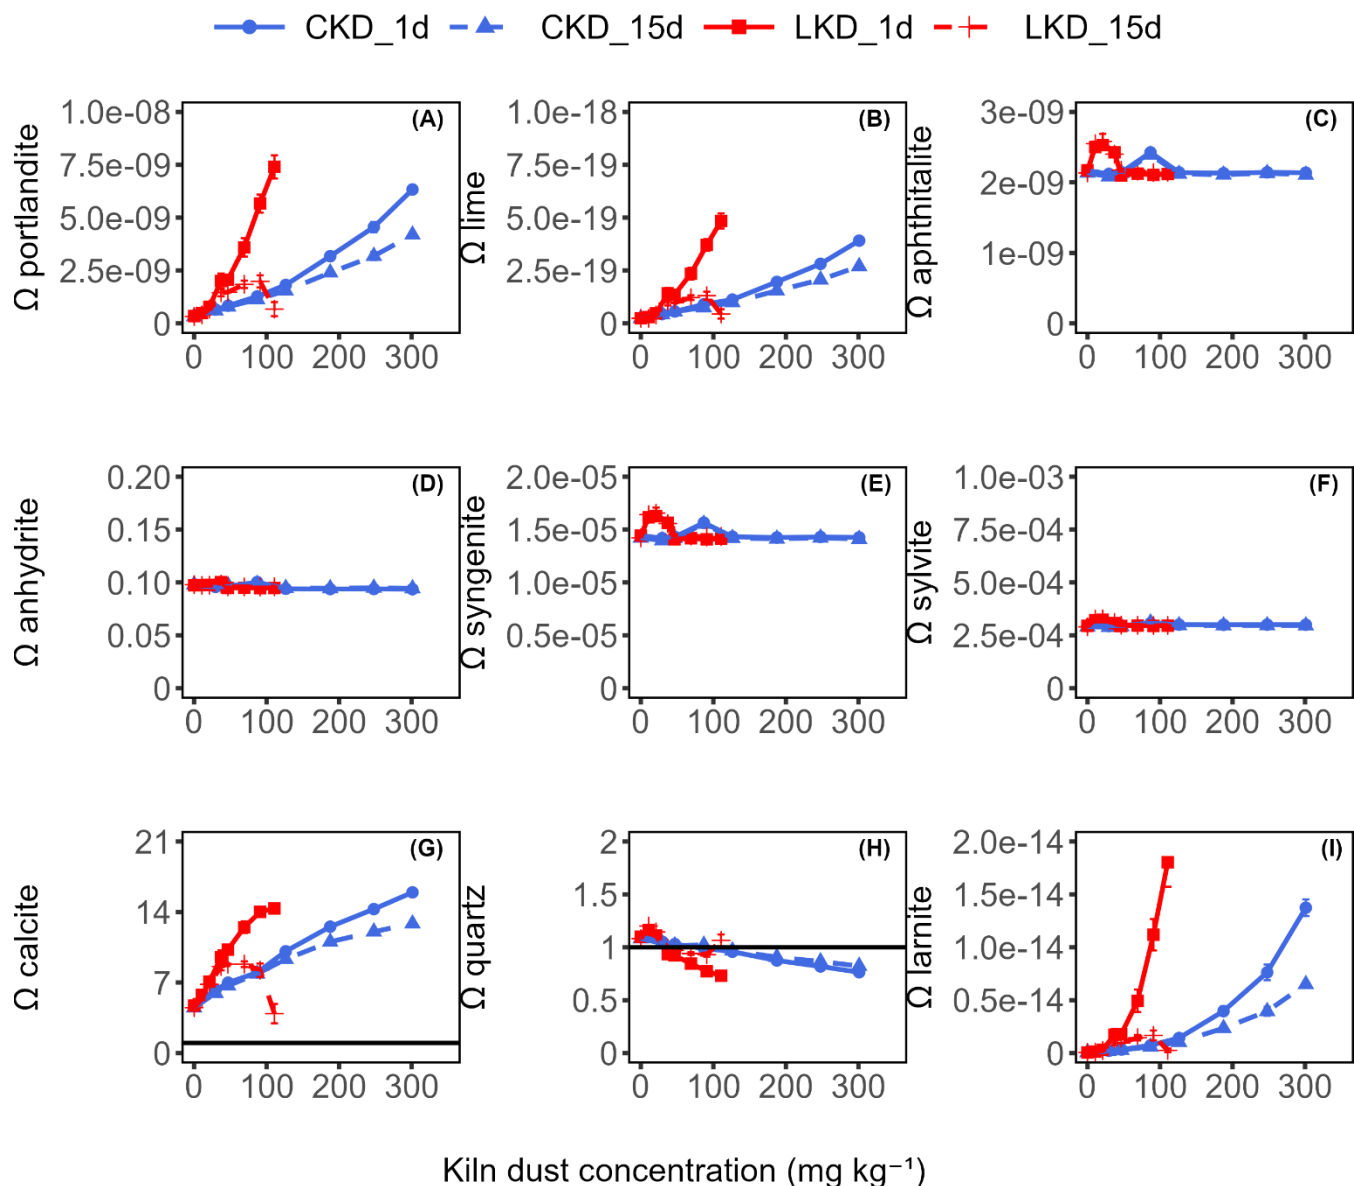 CKD_1d CKD_15d LKD_1d LKD_15d
Ω portlandite
1.0e-08
7.5e-09
5.0e-09
2.5e-09
0
(A)
0 100 200 300
Ω lime
1.0e-18
7.5e-19
5.0e-19
2.5e-19
0
(B)
0 100 200 300
Ω aphthitalite
3e-09
2e-09
1e-09
0
(C)
0 100 200 300
Ω anhydrite
0.20
0.15
0.10
0.05
0
(D)
0 100 200 300
Ω syngenite
2.0e-05
1.5e-05
1.0e-05
0.5e-05
0
(E)
0 100 200 300
Ω sylvite
1.0e-03
7.5e-04
5.0e-04
2.5e-04
0
(F)
0 100 200 300
Ω calcite
21
14
7
0
(G)
0 100 200 300
Ω quartz
2
1.5
1
0.5
0
(H)
0 100 200 300
Ω larnite
2.0e-14
1.5e-14
1.0e-14
0.5e-14
0
(I)
0 100 200 300
Kiln dust concentration (mg kg⁻¹)